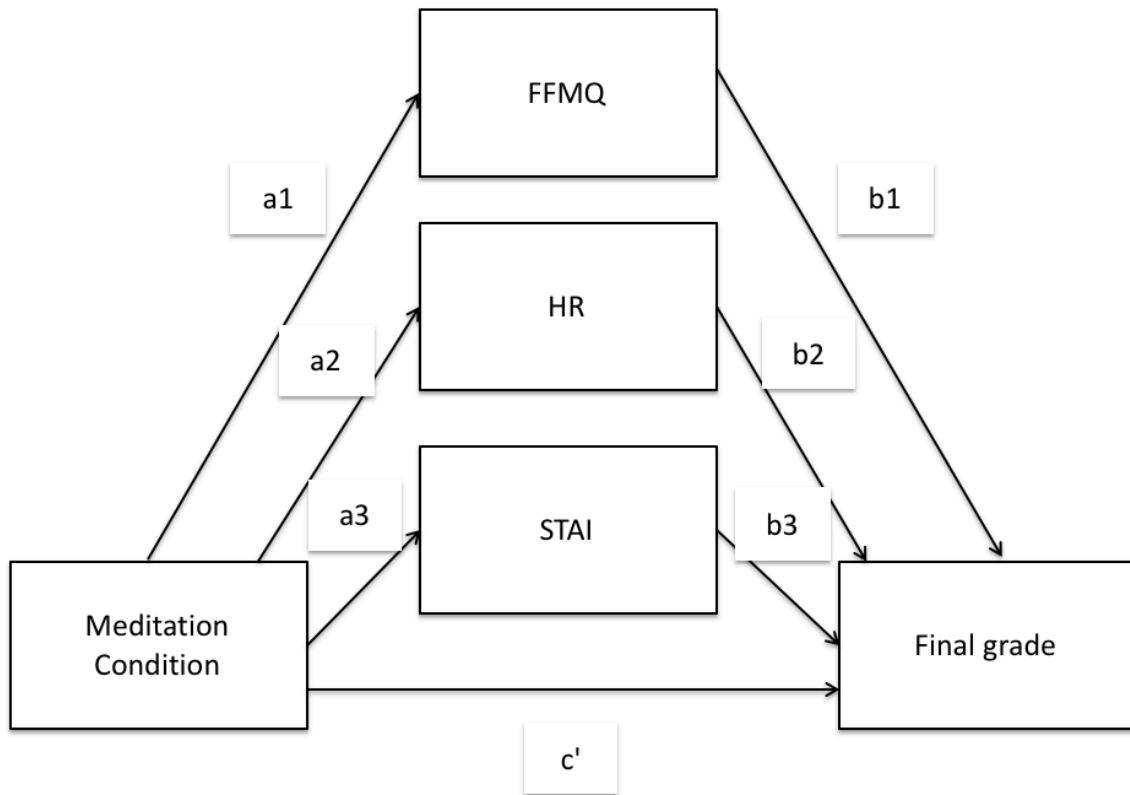 FFMQ
a1
b1
HR
a2
b2
a3
STAI
b3
Meditation
Condition
Final grade
c'